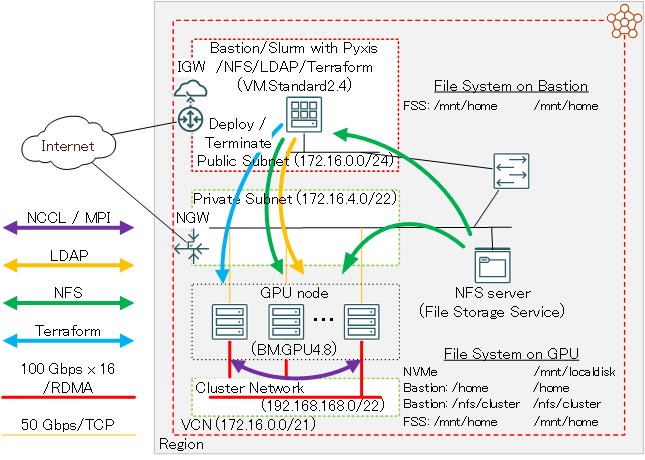 Bastion/Slurm with Pyxis
/NFS/LDAP/Terraform
(VM.Standard2.4)
IGW
Deploy /
Terminate
Public Subnet (172.16.0.0/24)
File System on Bastion
FSS: /mnt/home /mnt/home
Internet
Private Subnet (172.16.4.0/22)
NGW
NCCL / MPI
LDAP
NFS
Terraform
100 Gbps × 16
/RDMA
50 Gbps/TCP
GPU node
...
(BM.GPU4.8)
NFS server
(File Storage Service)
Cluster Network
(192.168.168.0/22)
VCN (172.16.0.0/21)
Region
File System on GPU
NVMe /mnt/localdisk
Bastion: /home /home
Bastion: /nfs/cluster /nfs/cluster
FSS: /mnt/home /mnt/home